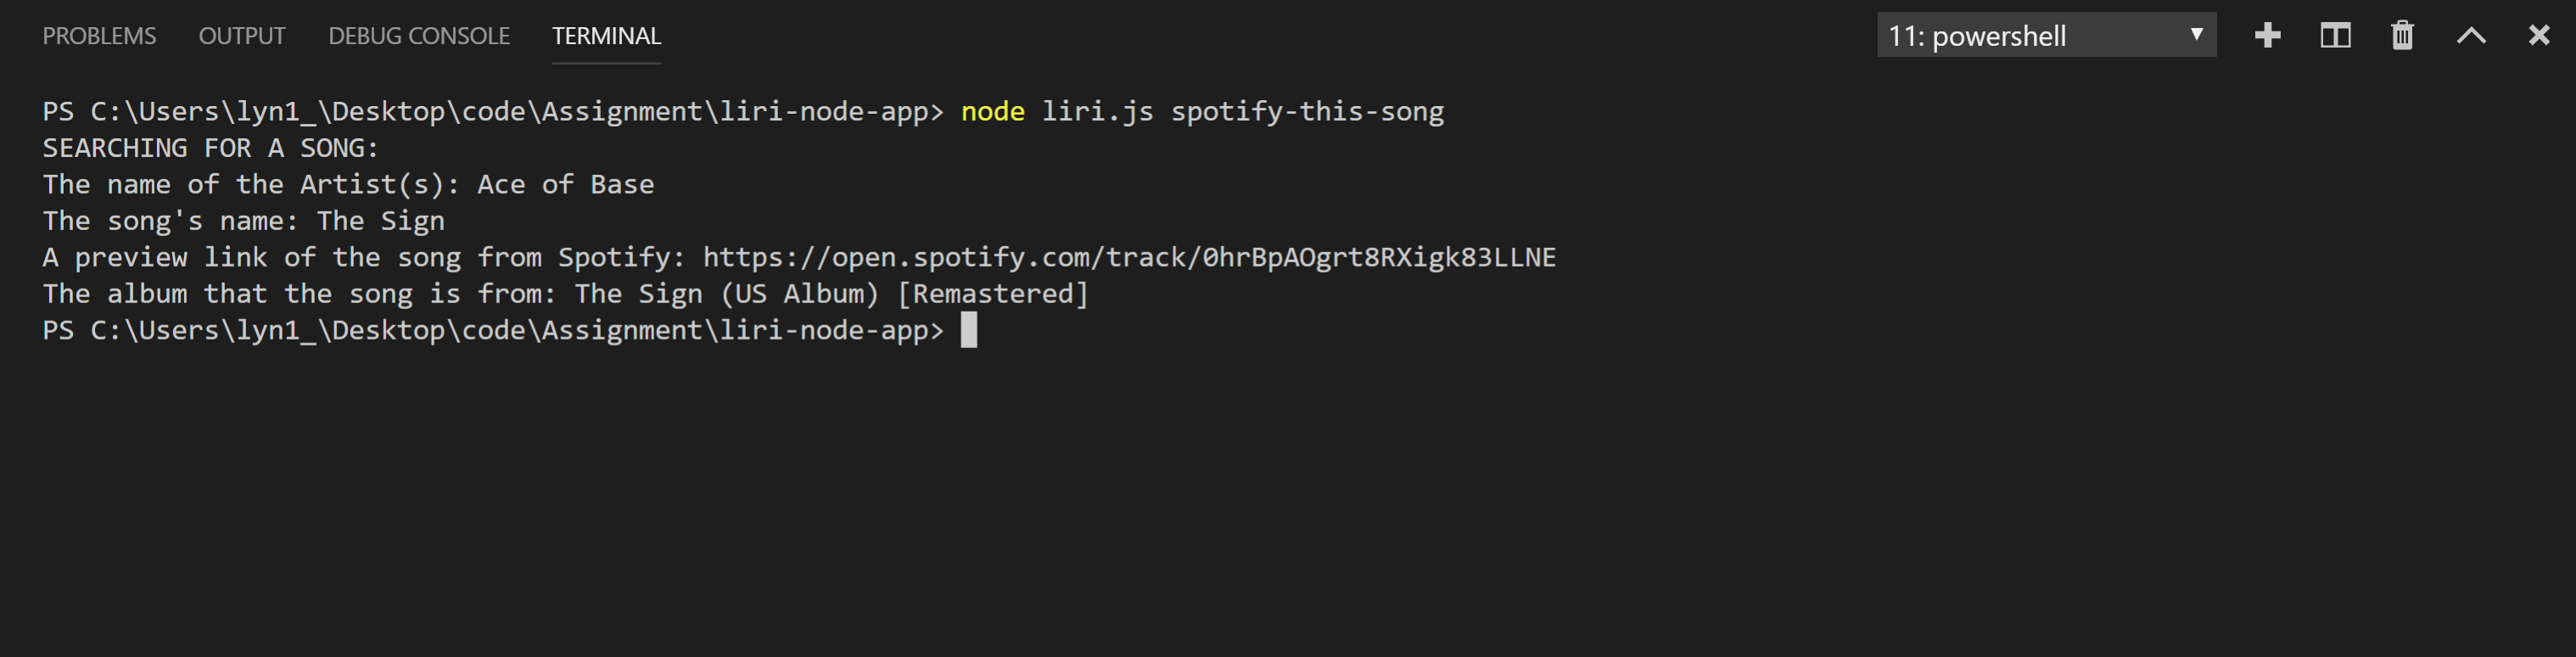 PROBLEMS OUTPUT DEBUG CONSOLE TERMINAL 11: powershell
PS C:\Users\lyn1_\Desktop\code\Assignment\liri-node-app> node liri.js spotify-this-song
SEARCHING FOR A SONG:
The name of the Artist(s): Ace of Base
The song's name: The Sign
A preview link of the song from Spotify: https://open.spotify.com/track/0hrBpAOgrt8RXigk83LLNE
The album that the song is from: The Sign (US Album) [Remastered]
PS C:\Users\lyn1_\Desktop\code\Assignment\liri-node-app>